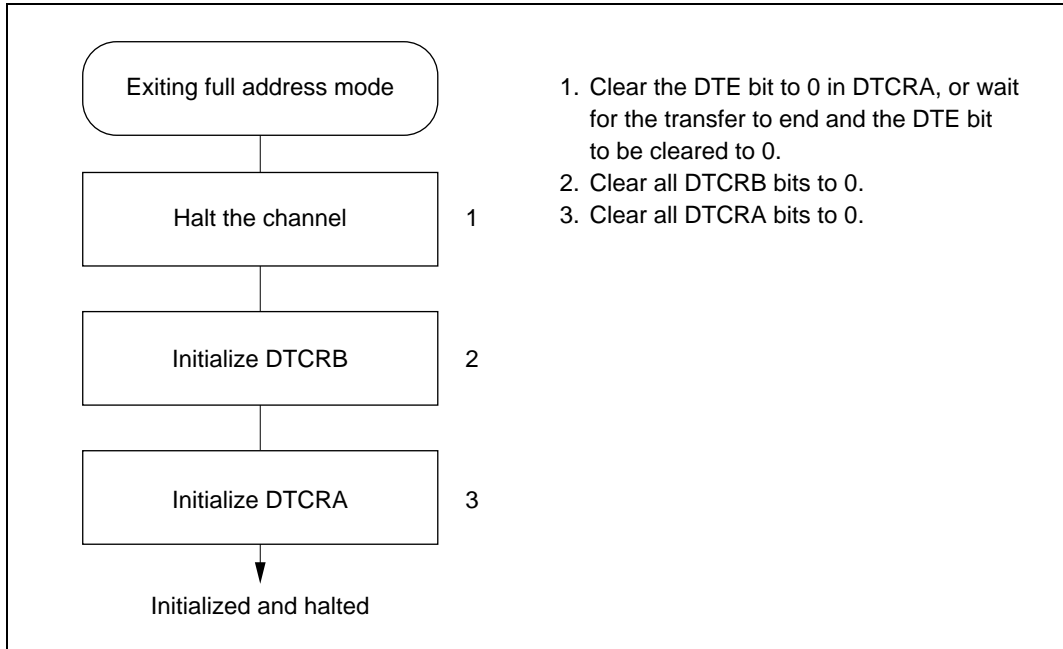 Exiting full address mode
Halt the channel
1
Initialize DTCRB
2
Initialize DTCRA
3
Initialized and halted
1. Clear the DTE bit to 0 in DTCRA, or wait
for the transfer to end and the DTE bit
to be cleared to 0.
2. Clear all DTCRB bits to 0.
3. Clear all DTCRA bits to 0.